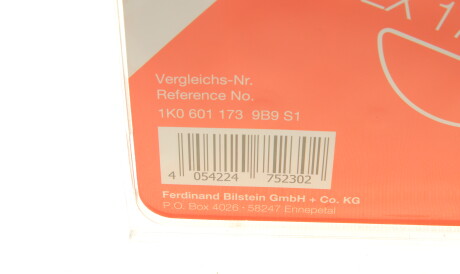 Vergleichs-Nr.
Reference No.
1K0 601 173 9B9 S1
4 054224 752302
Ferdinand Bilstein GmbH + Co. KG
P.O. Box 4026 · 58247 Ennepetal